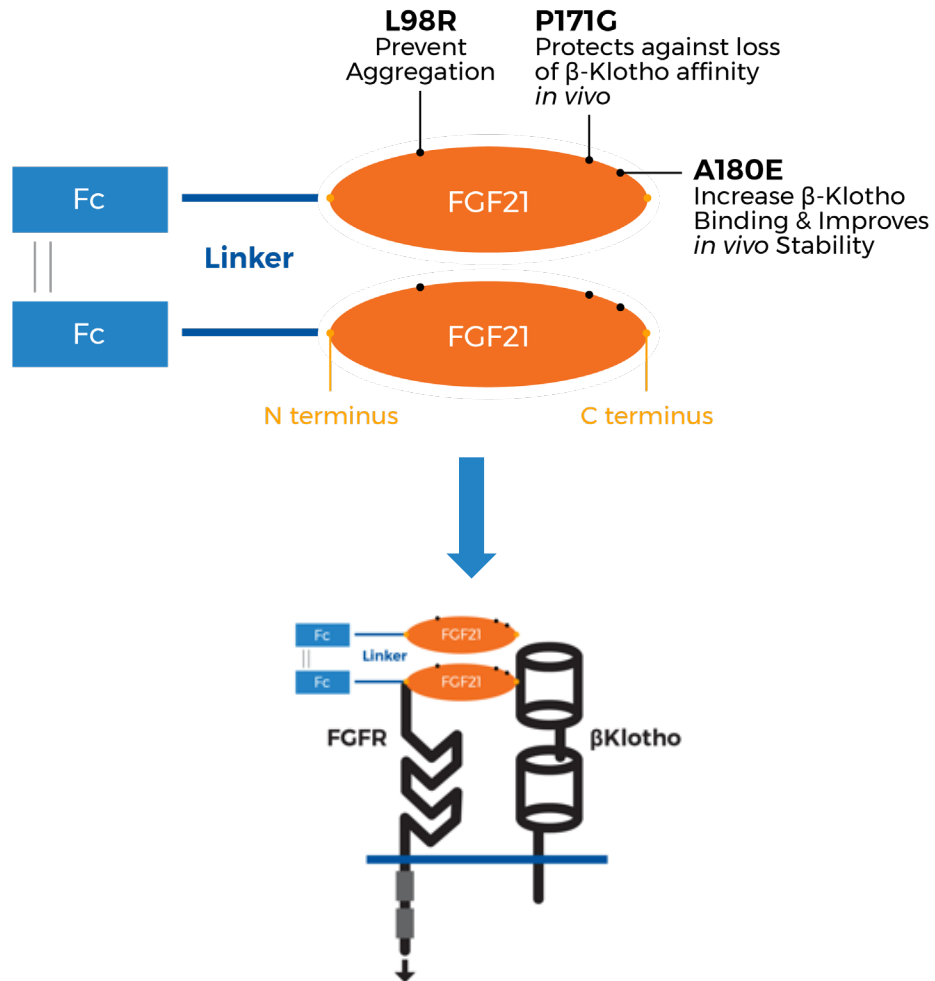 L98R
Prevent
Aggregation
P171G
Protects against loss
of β-Klotho affinity
in vivo
A180E
Increase β-Klotho
Binding & Improves
in vivo Stability
Fc
FGF21
Linker
Fc
FGF21
N terminus
C terminus
Fc
FGF21
Linker
Fc
FGF21
FGFR
βKlotho